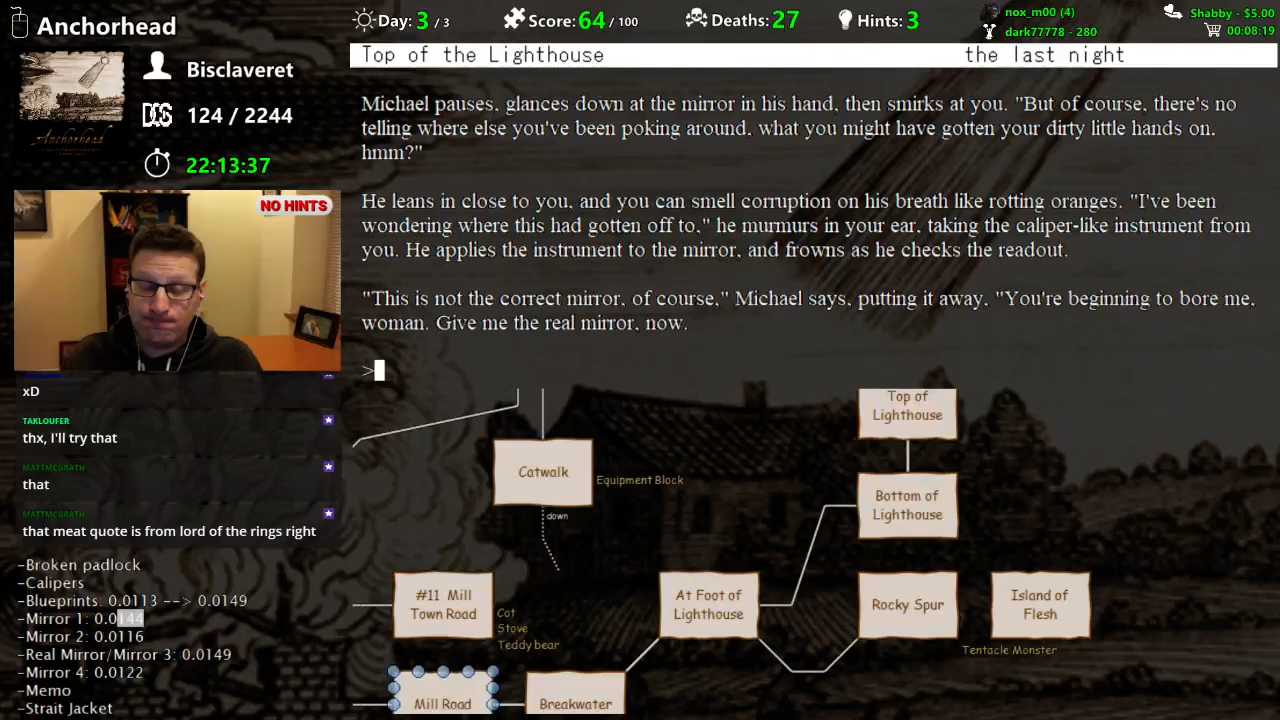 Anchorhead
Day: 3 / 3
Score: 64 / 100
Deaths: 27
Hints: 3
nox_m00 (4)
dark77778 - 280
Shabby - $5.00
00:08:19
Anchorhead
Bisclaveret
DGS 124 / 2244
22:13:37
NO HINTS
xD
TAKLOUFER
thx, I'll try that
MATTMCGRATH
that
MATTMCGRATH
that meat quote is from lord of the rings right
-Broken padlock
-Calipers
-Blueprints: 0.0113 --> 0.0149
-Mirror 1: 0.0144
-Mirror 2: 0.0116
-Real Mirror/Mirror 3: 0.0149
-Mirror 4: 0.0122
-Memo
-Strait Jacket
Top of the Lighthouse
the last night
Michael pauses, glances down at the mirror in his hand, then smirks at you. "But of course, there's no
telling where else you've been poking around, what you might have gotten your dirty little hands on,
hmm?"
He leans in close to you, and you can smell corruption on his breath like rotting oranges. "I've been
wondering where this had gotten off to," he murmurs in your ear, taking the caliper-like instrument from
you. He applies the instrument to the mirror, and frowns as he checks the readout.
"This is not the correct mirror, of course," Michael says, putting it away, "You're beginning to bore me,
woman. Give me the real mirror, now.
>
Top of
Lighthouse
Catwalk
Equipment Block
down
Bottom of
Lighthouse
#11 Mill
Town Road
Cot
Stove
Teddy bear
At Foot of
Lighthouse
Rocky Spur
Island of
Flesh
Tentacle Monster
Mill Road
Breakwater